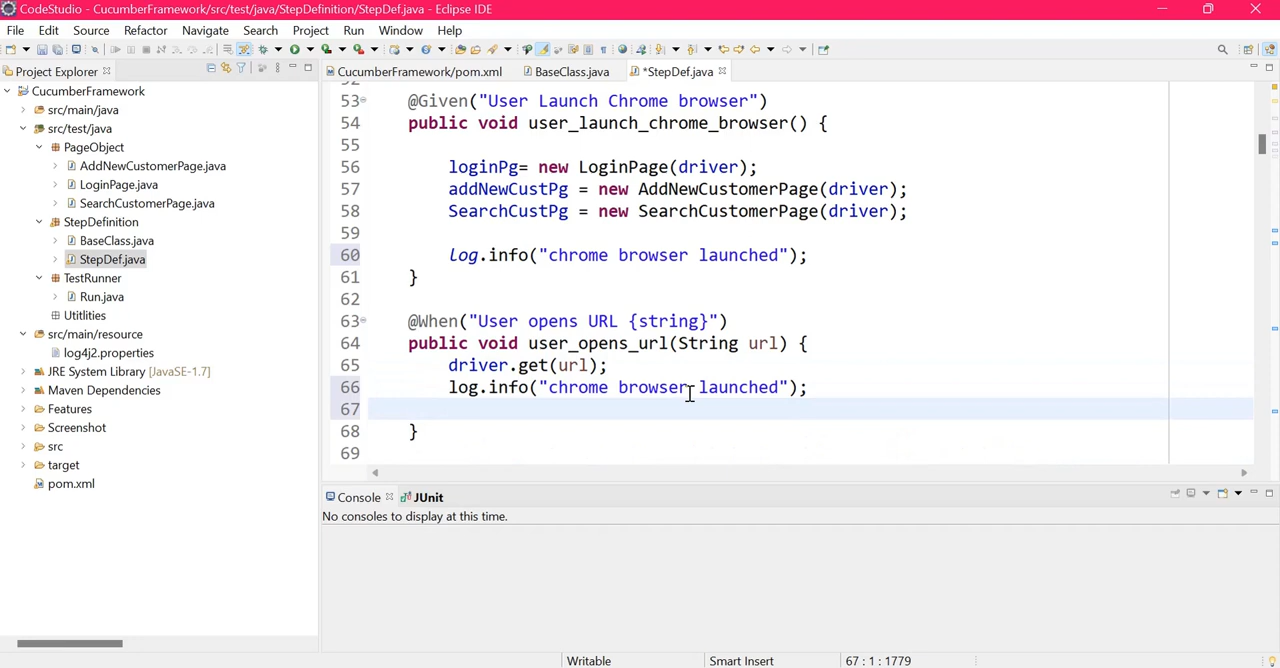 CodeStudio - CucumberFramework/src/test/java/StepDefinition/StepDef.java - Eclipse IDE
File Edit Source Refactor Navigate Search Project Run Window Help
Project Explorer
CucumberFramework/pom.xml BaseClass.java *StepDef.java
CucumberFramework
src/main/java
src/test/java
PageObject
AddNewCustomerPage.java
LoginPage.java
SearchCustomerPage.java
StepDefinition
BaseClass.java
StepDef.java
TestRunner
Run.java
Utitlities
src/main/resource
log4j2.properties
JRE System Library [JavaSE-1.7]
Maven Dependencies
Features
Screenshot
src
target
pom.xml
53 @Given("User Launch Chrome browser")
54 public void user_launch_chrome_browser() {
55
56 loginPg= new LoginPage(driver);
57 addNewCustPg = new AddNewCustomerPage(driver);
58 SearchCustPg = new SearchCustomerPage(driver);
59
60 log.info("chrome browser launched");
61 }
62
63 @When("User opens URL {string}")
64 public void user_opens_url(String url) {
65 driver.get(url);
66 log.info("chrome browser launched");
67
68 }
69
Console JUnit
No consoles to display at this time.
Writable Smart Insert 67 : 1 : 1779